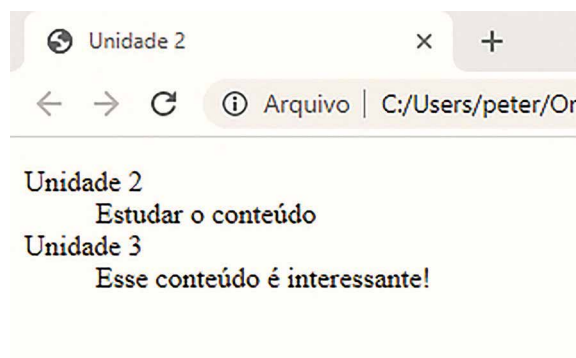 Unidade 2
Arquivo C:/Users/peter/Or
Unidade 2
Estudar o conteúdo
Unidade 3
Esse conteúdo é interessante!